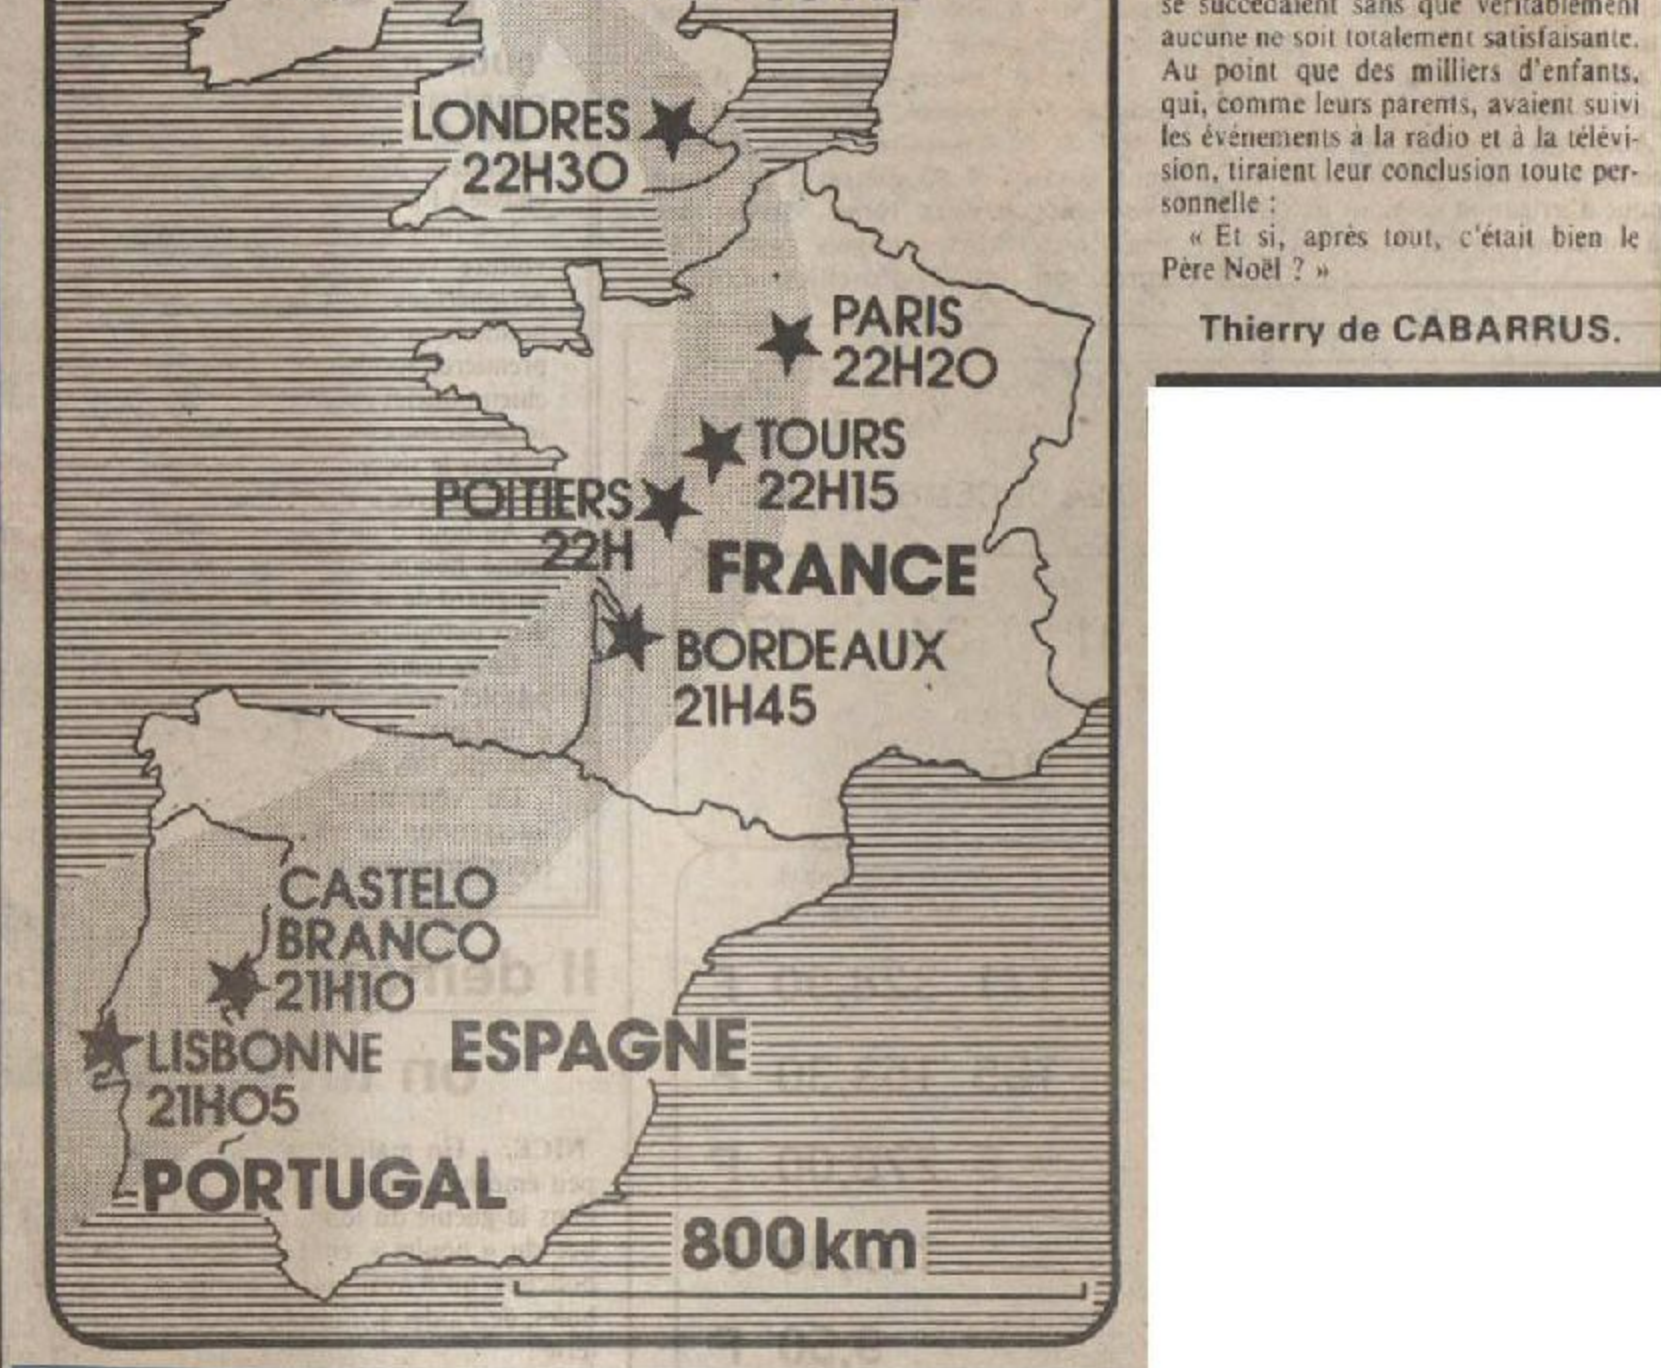 LONDRES
22H30
PARIS
22H20
TOURS
22H15
POITIERS
22H
FRANCE
BORDEAUX
21H45
CASTELO
BRANCO
21H10
LISBONNE
21H05
ESPAGNE
PORTUGAL
800 km
se succédaient sans que véritablement
aucune ne soit totalement satisfaisante.
Au point que des milliers d'enfants,
qui, comme leurs parents, avaient suivi
les événements à la radio et à la télévi-
sion, tiraient leur conclusion toute per-
sonnelle :
« Et si, après tout, c'était bien le
Père Noël ? »
Thierry de CABARRUS.